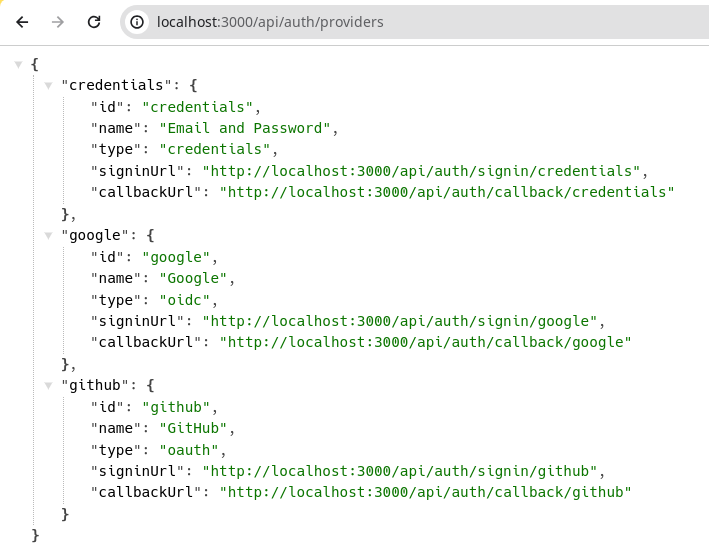 localhost:3000/api/auth/providers
{
"credentials": {
"id": "credentials",
"name": "Email and Password",
"type": "credentials",
"signinUrl": "http://localhost:3000/api/auth/signin/credentials",
"callbackUrl": "http://localhost:3000/api/auth/callback/credentials"
},
"google": {
"id": "google",
"name": "Google",
"type": "oidc",
"signinUrl": "http://localhost:3000/api/auth/signin/google",
"callbackUrl": "http://localhost:3000/api/auth/callback/google"
},
"github": {
"id": "github",
"name": "GitHub",
"type": "oauth",
"signinUrl": "http://localhost:3000/api/auth/signin/github",
"callbackUrl": "http://localhost:3000/api/auth/callback/github"
}
}